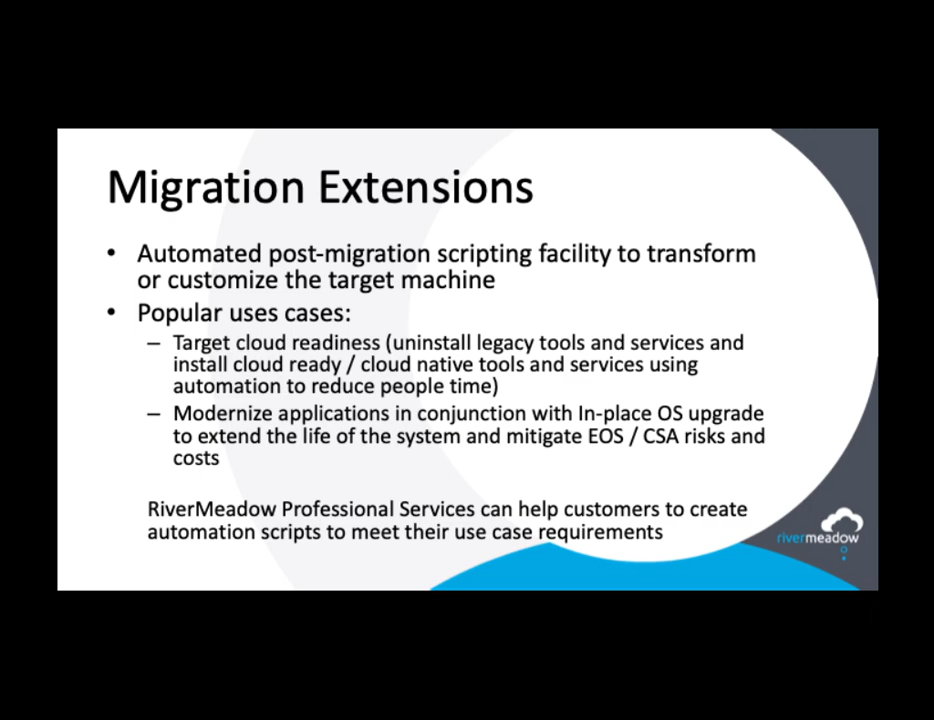 Migration Extensions
• Automated post-migration scripting facility to transform
or customize the target machine
• Popular uses cases:
– Target cloud readiness (uninstall legacy tools and services and
install cloud ready / cloud native tools and services using
automation to reduce people time)
– Modernize applications in conjunction with In-place OS upgrade
to extend the life of the system and mitigate EOS / CSA risks and
costs
RiverMeadow Professional Services can help customers to create
automation scripts to meet their use case requirements
rivermeadow